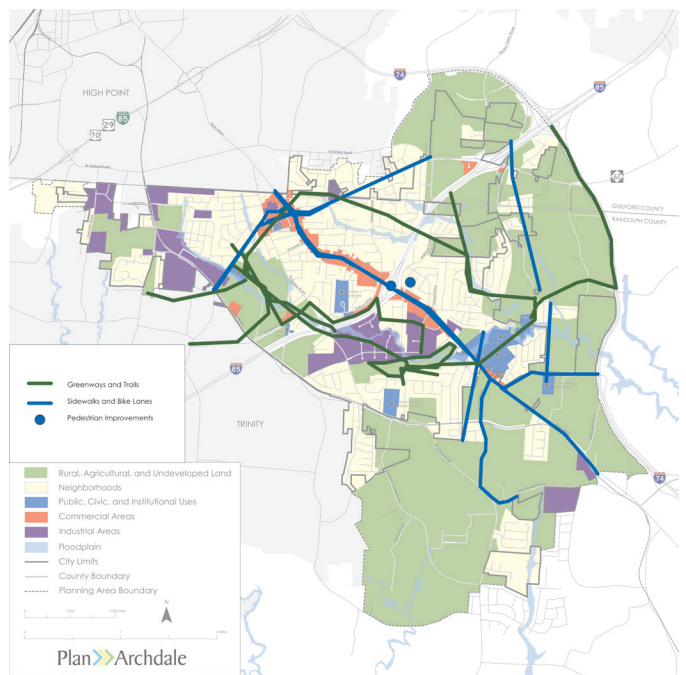 74
85
HIGH POINT
85
29
70
62
GUILFORD COUNTY
RANDOLPH COUNTY
Greenways and Trails
Sidewalks and Bike Lanes
Pedestrian Improvements
85
TRINITY
74
Rural, Agricultural, and Undeveloped Land
Neighborhoods
Public, Civic, and Institutional Uses
Commercial Areas
Industrial Areas
Floodplain
City Limits
County Boundary
Planning Area Boundary
N
Plan Archdale